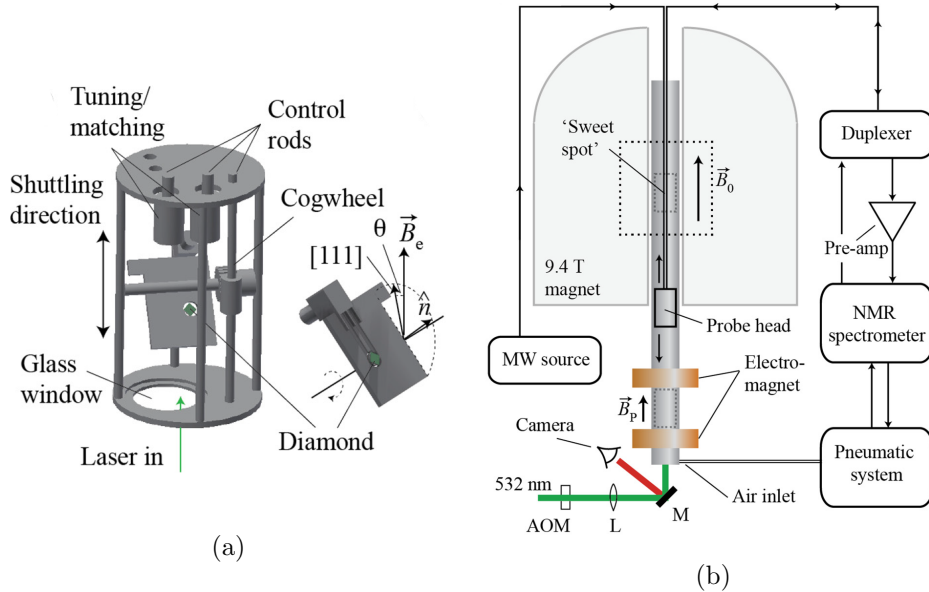 Tuning/
matching
Control
rods
Shuttling
direction
Cogwheel
θ
B⃗e
[111]
n̂
Glass
window
Diamond
Laser in
(a)
'Sweet
spot'
B⃗0
Duplexer
Pre-amp
9.4 T
magnet
Probe head
NMR
spectrometer
MW source
Electro-
magnet
B⃗P
Camera
Pneumatic
system
532 nm
Air inlet
AOM
L
M
(b)